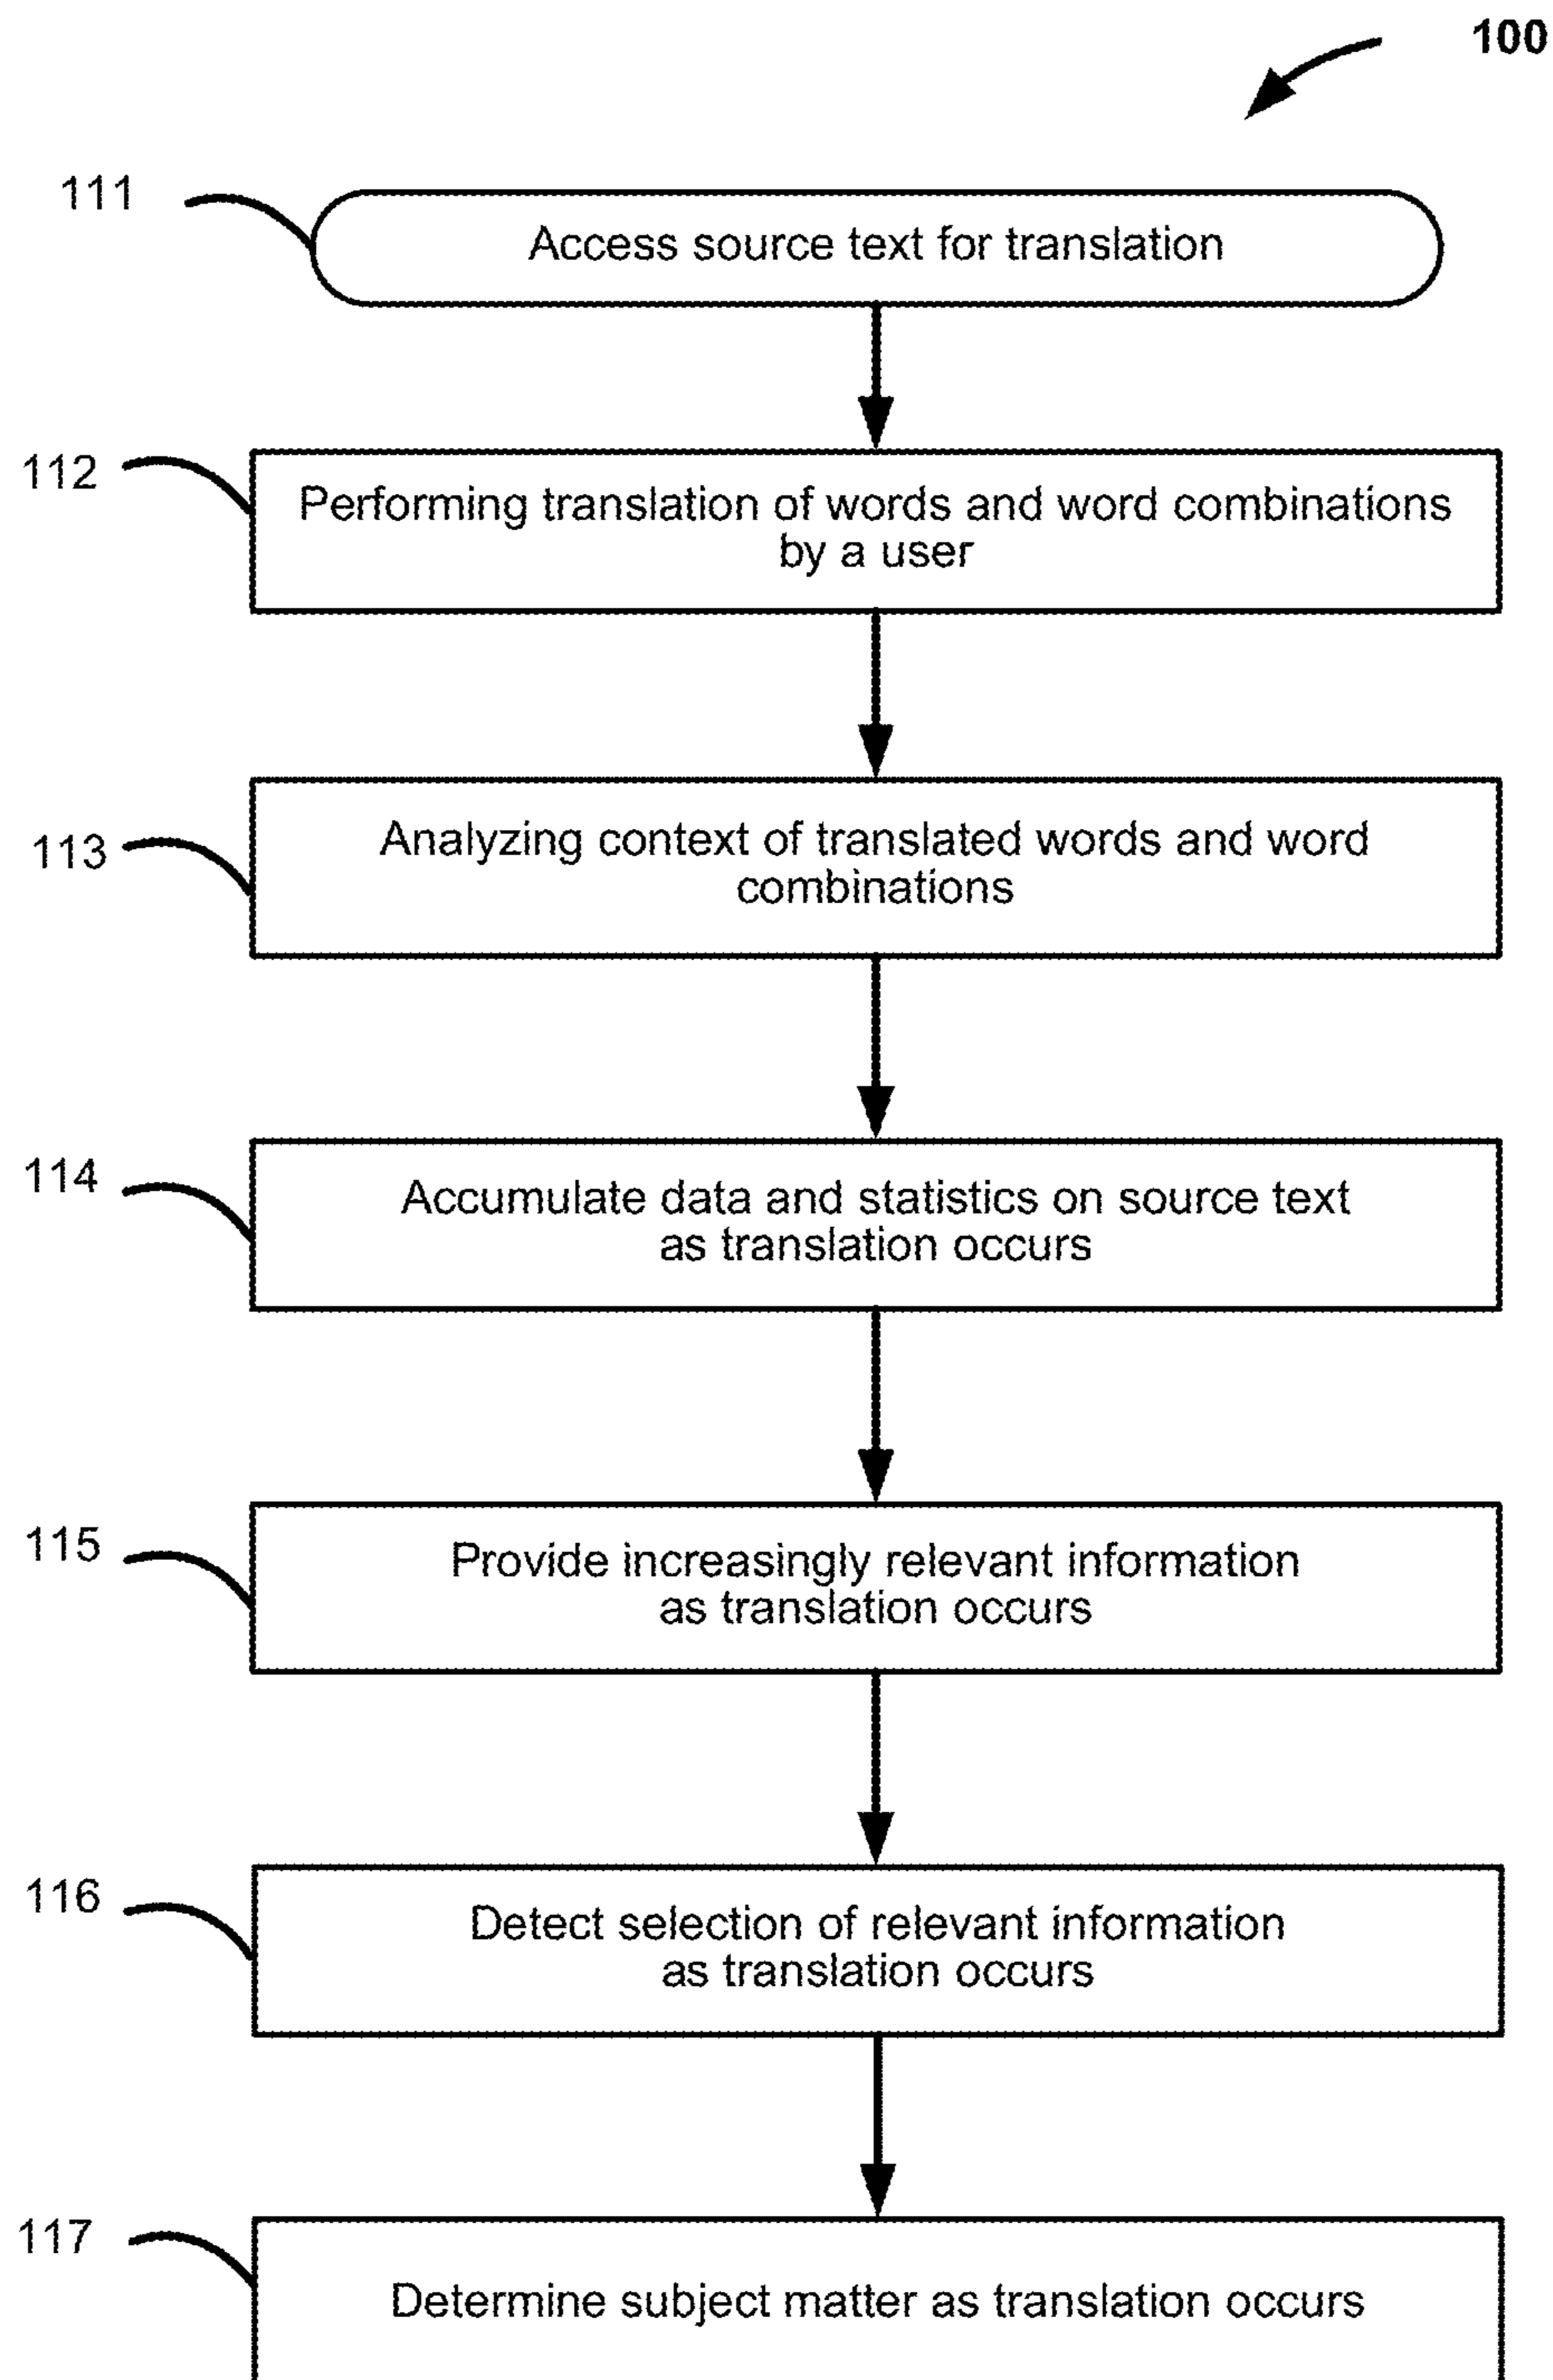 100
111
Access source text for translation
112
Performing translation of words and word combinations
by a user
113
Analyzing context of translated words and word
combinations
114
Accumulate data and statistics on source text
as translation occurs
115
Provide increasingly relevant information
as translation occurs
116
Detect selection of relevant information
as translation occurs
117
Determine subject matter as translation occurs